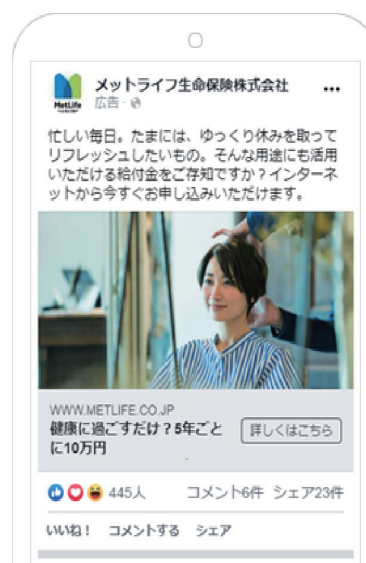 メットライフ生命保険株式会社
MetLife
広告
忙しい毎日。たまには、ゆっくり休みを取って
リフレッシュしたいもの。そんな用途にも活用
いただける給付金をご存知ですか？インターネ
ットから今すぐお申し込みいただけます。
WWW.METLIFE.CO.JP
健康に過ごすだけ？5年ごと
に10万円
詳しくはこちら
445人 コメント6件 シェア23件
いいね！ コメントする シェア